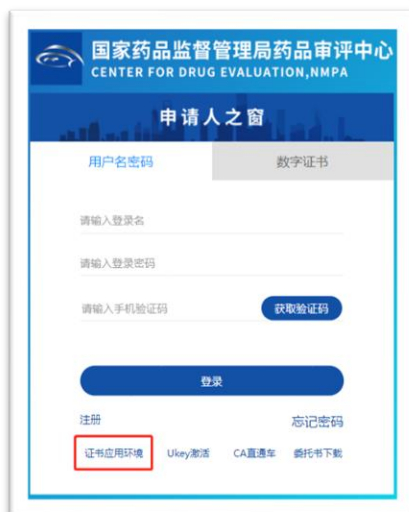 国家药品监督管理局药品审评中心
CENTER FOR DRUG EVALUATION,NMPA
申请人之窗
用户名密码 数字证书
请输入登录名
请输入登录密码
请输入手机验证码 获取验证码
登录
注册 忘记密码
证书应用环境 Ukey激活 CA直通车 委托书下载